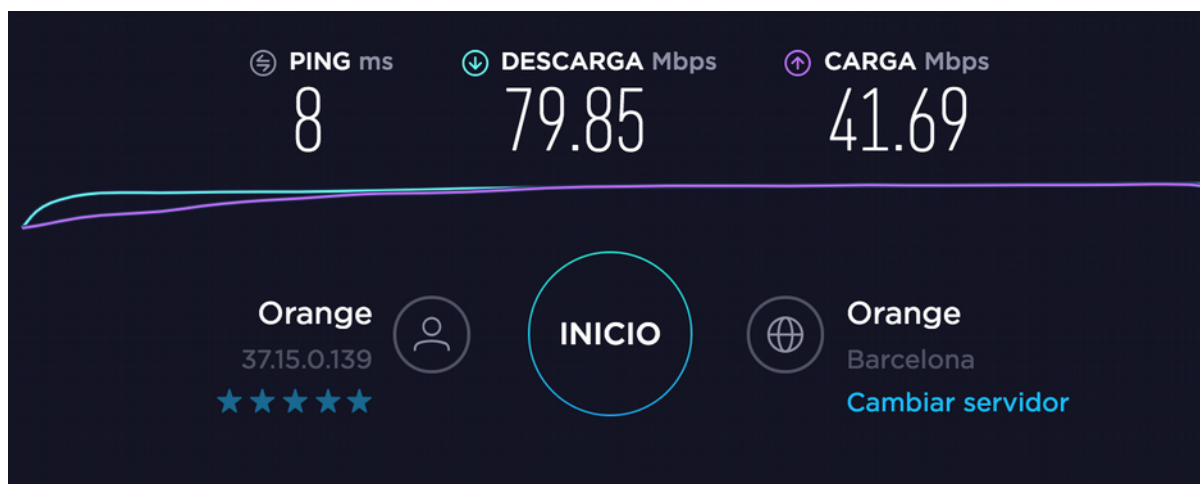 PING ms
DESCARGA Mbps
CARGA Mbps
8
79.85
41.69
Orange
37.15.0.139
INICIO
Orange
Barcelona
Cambiar servidor